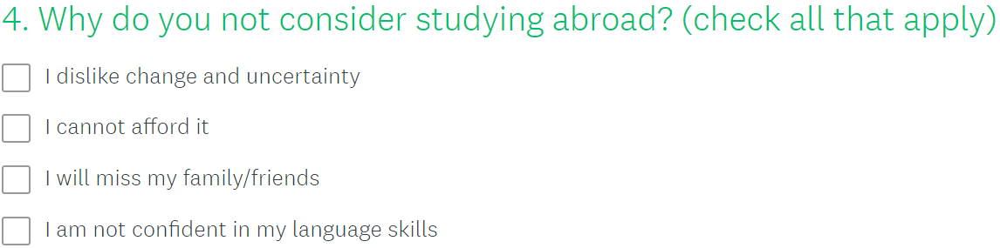 4. Why do you not consider studying abroad? (check all that apply)
I dislike change and uncertainty
I cannot afford it
I will miss my family/friends
I am not confident in my language skills